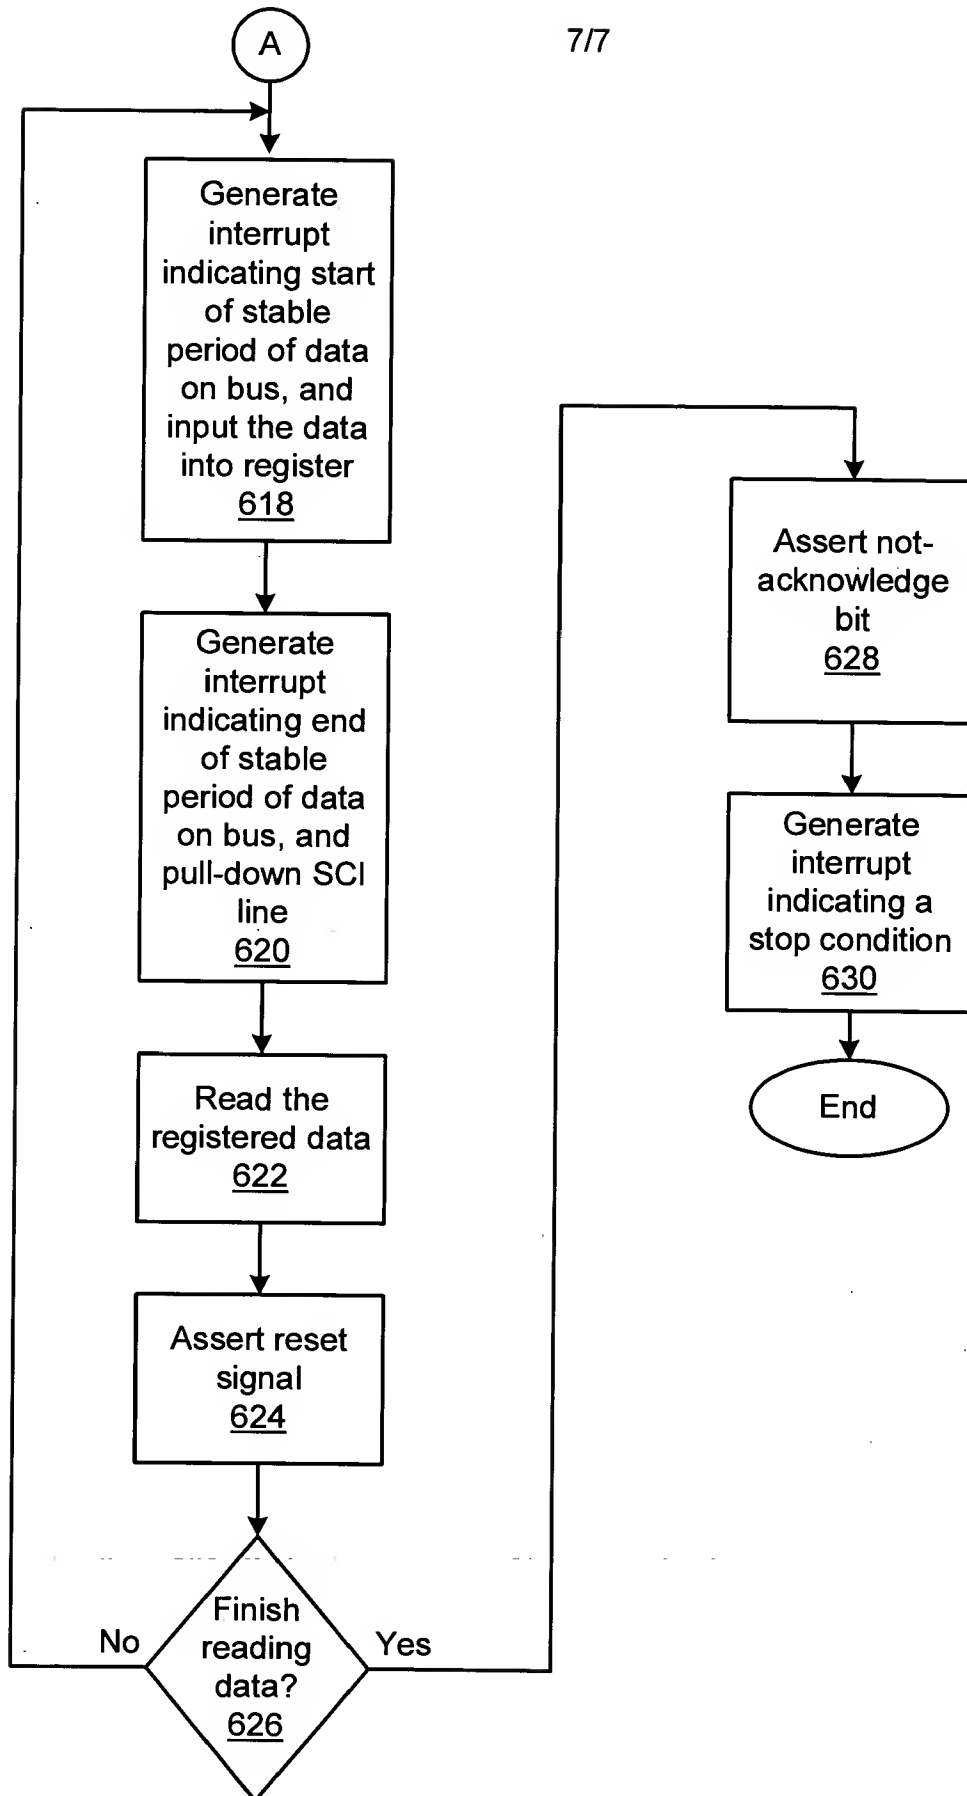 A
7/7
Generate
interrupt
indicating start
of stable
period of data
on bus, and
input the data
into register
618
Generate
interrupt
indicating end
of stable
period of data
on bus, and
pull-down SCI
line
620
Read the
registered data
622
Assert reset
signal
624
Finish
reading
data?
626
No
Yes
Assert not-
acknowledge
bit
628
Generate
interrupt
indicating a
stop condition
630
End